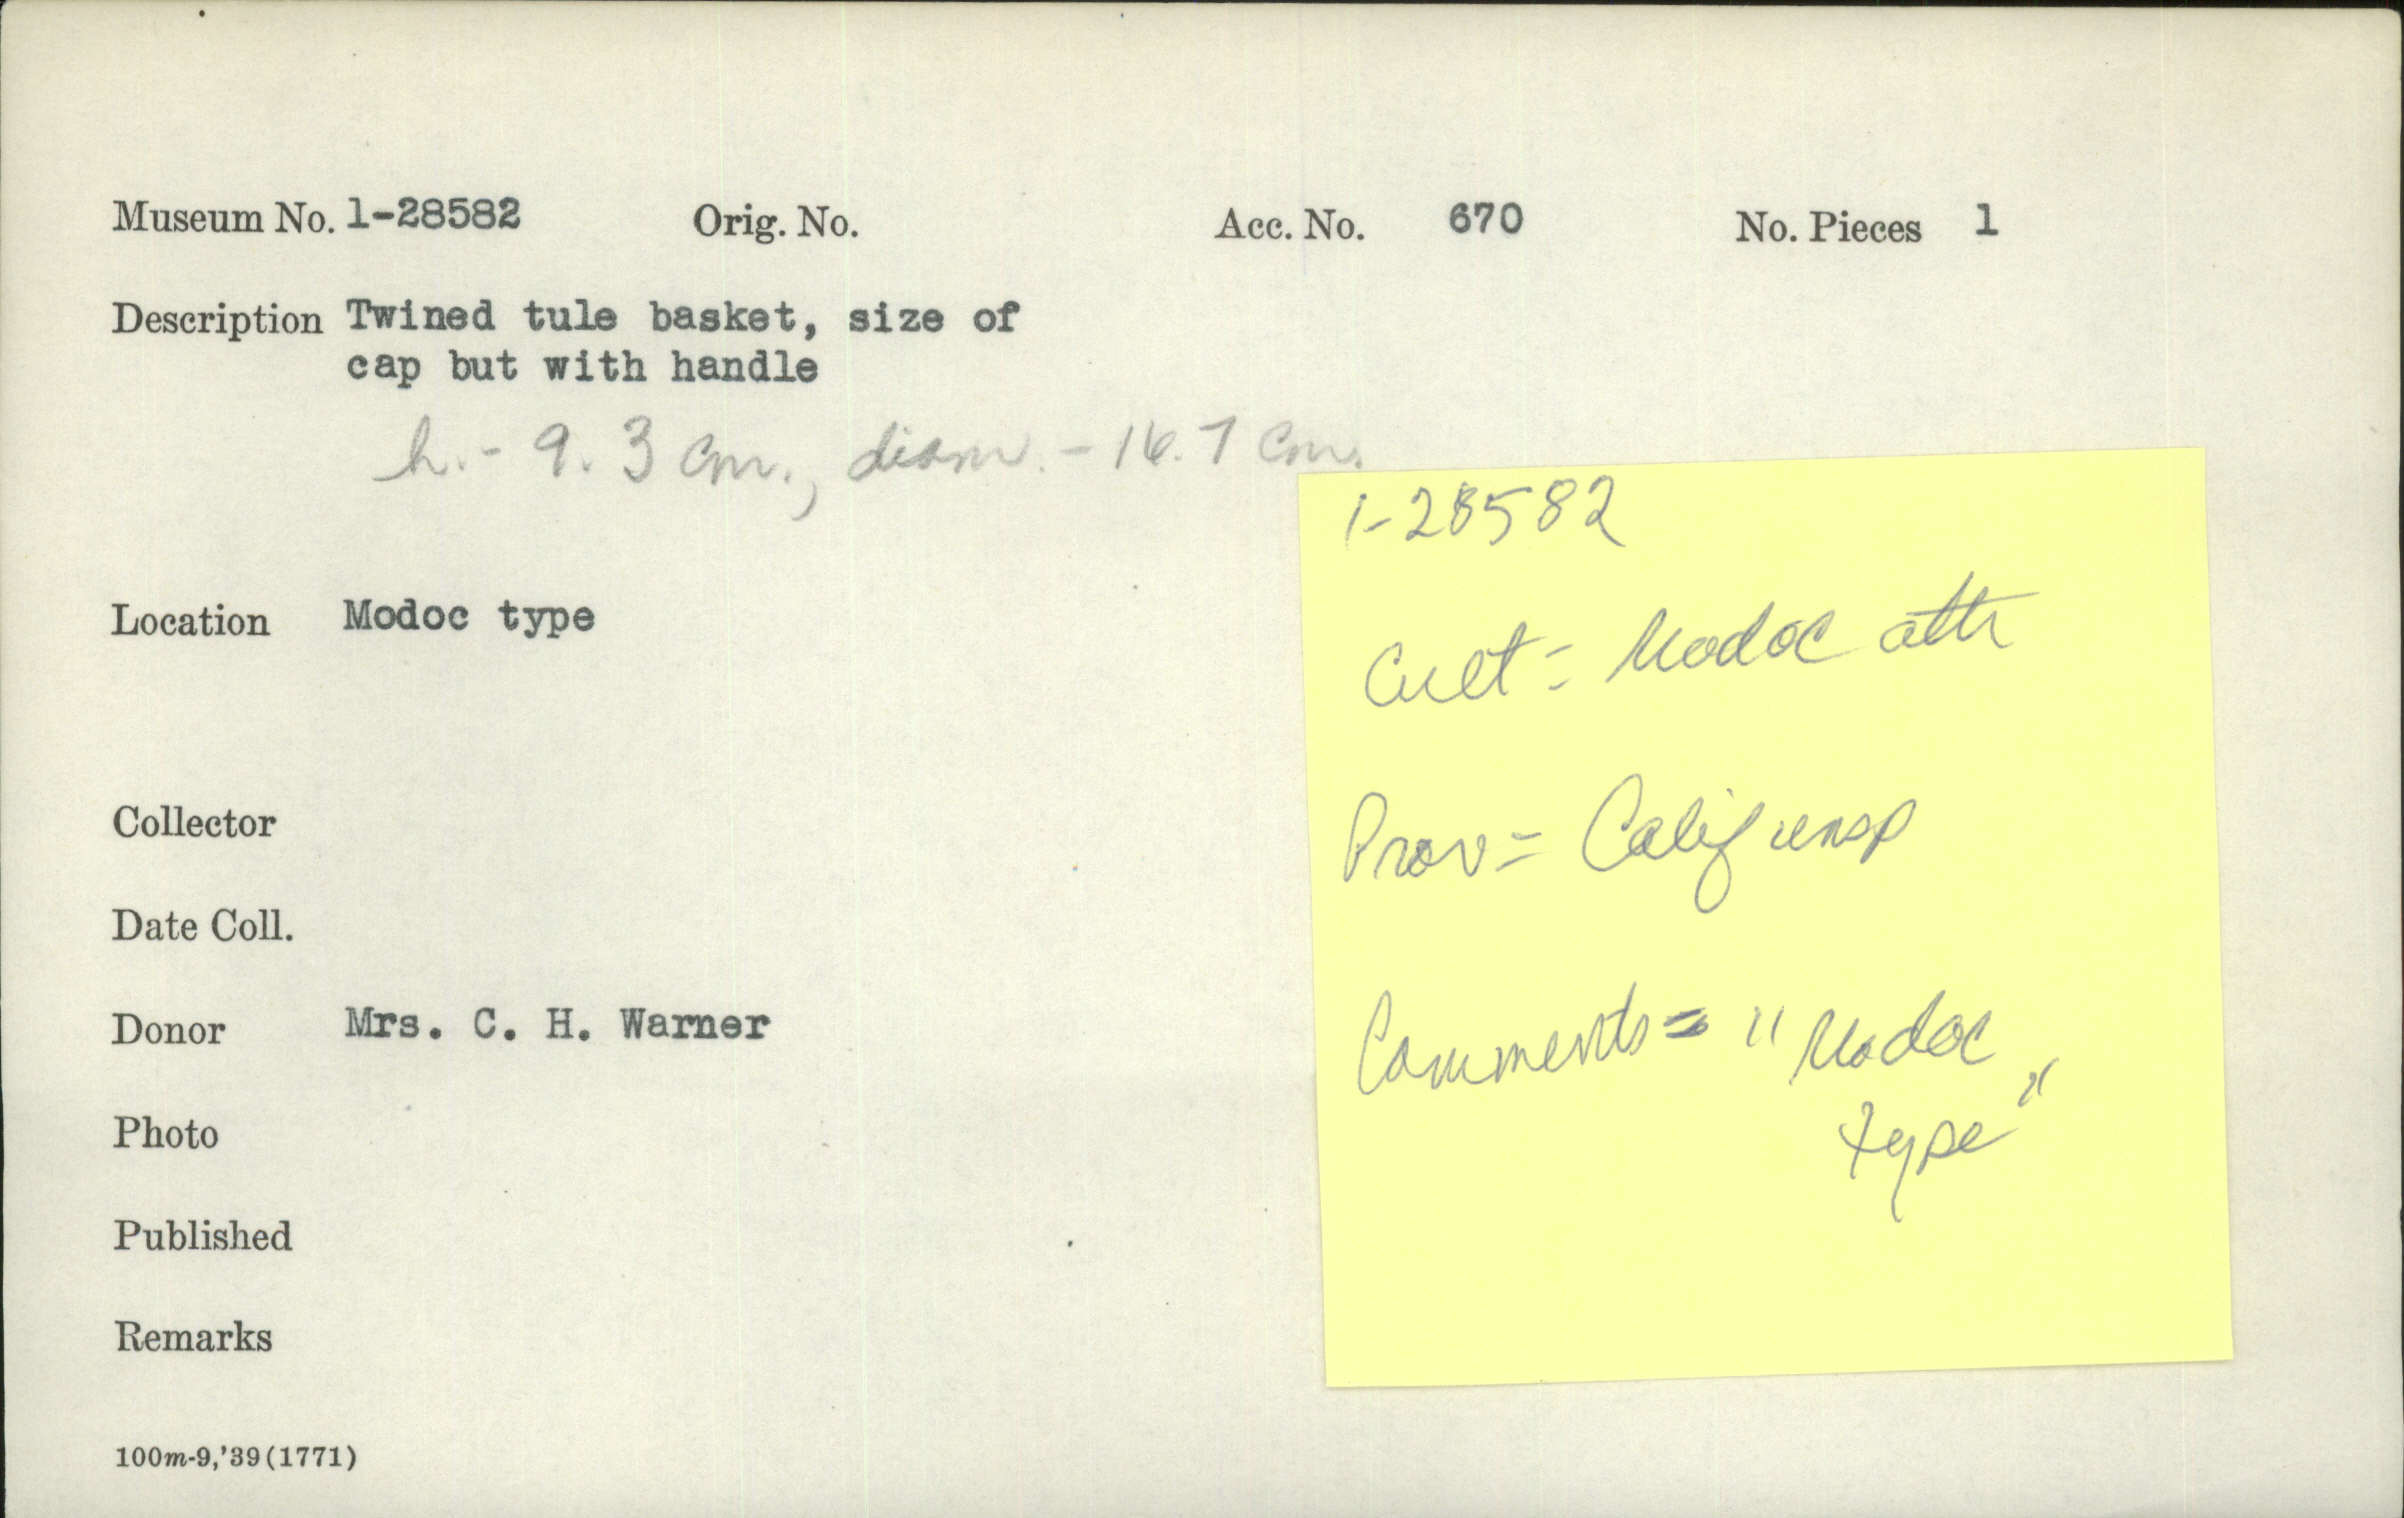 Museum No. 1-28582 Orig. No. Acc. No. 670 No. Pieces 1
Description Twined tule basket, size of
cap but with handle
h. - 9.3 cm., diam. - 16.7 cm.
Location Modoc type
Collector
Date Coll.
Donor Mrs. C. H. Warner
Photo
Published
Remarks
100m-9,'39(1771)
1-28582
Cult = Modoc attr
Prov = Calif unsp
Comments = "Modoc
type"